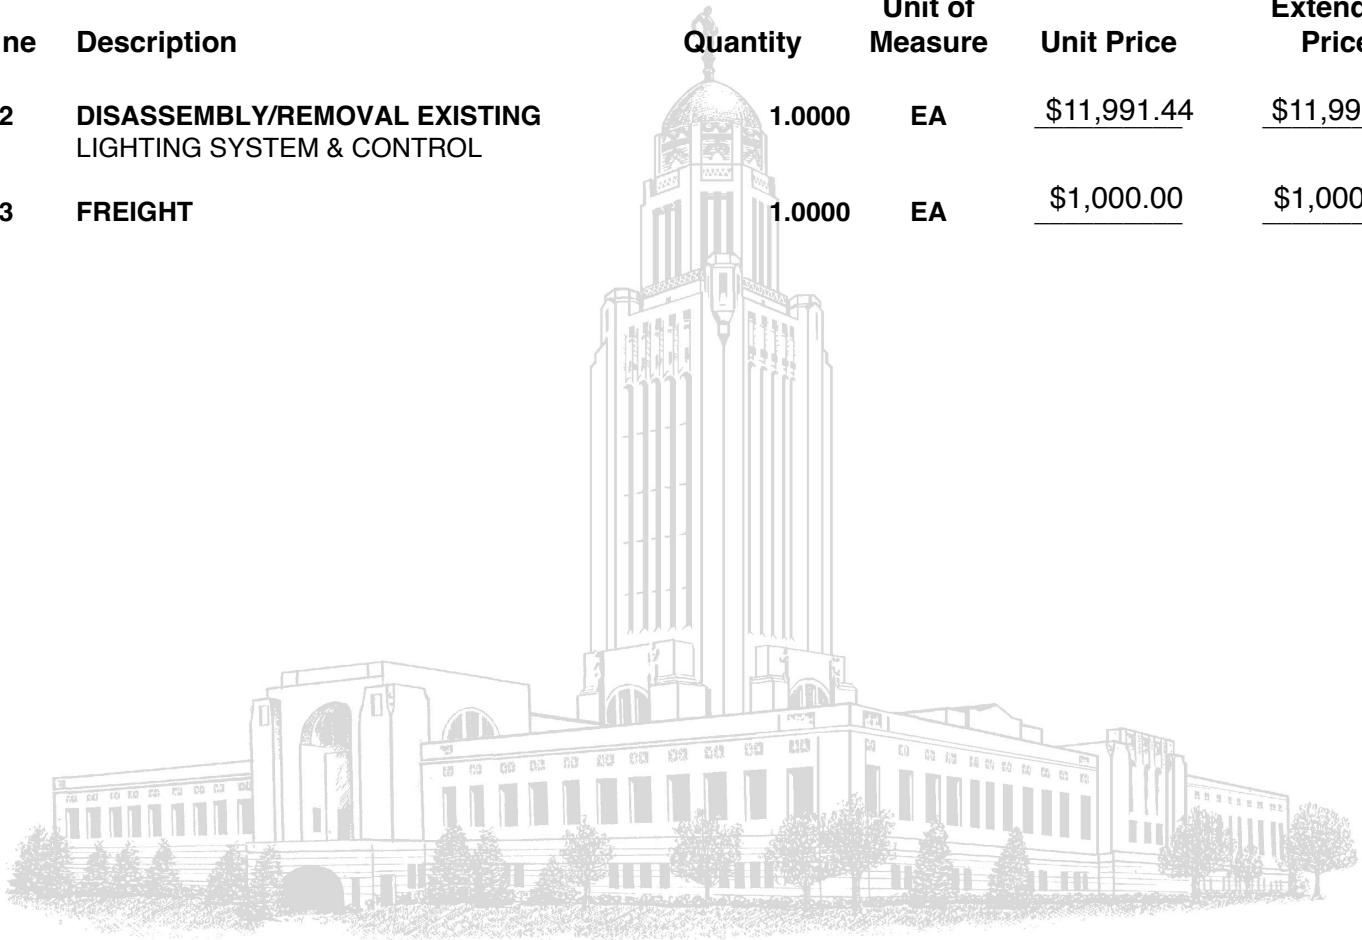 Unit of Extend
ne Description Quantity Measure Unit Price Price
2 DISASSEMBLY/REMOVAL EXISTING 1.0000 EA $11,991.44 $11,99
LIGHTING SYSTEM & CONTROL
3 FREIGHT 1.0000 EA $1,000.00 $1,000